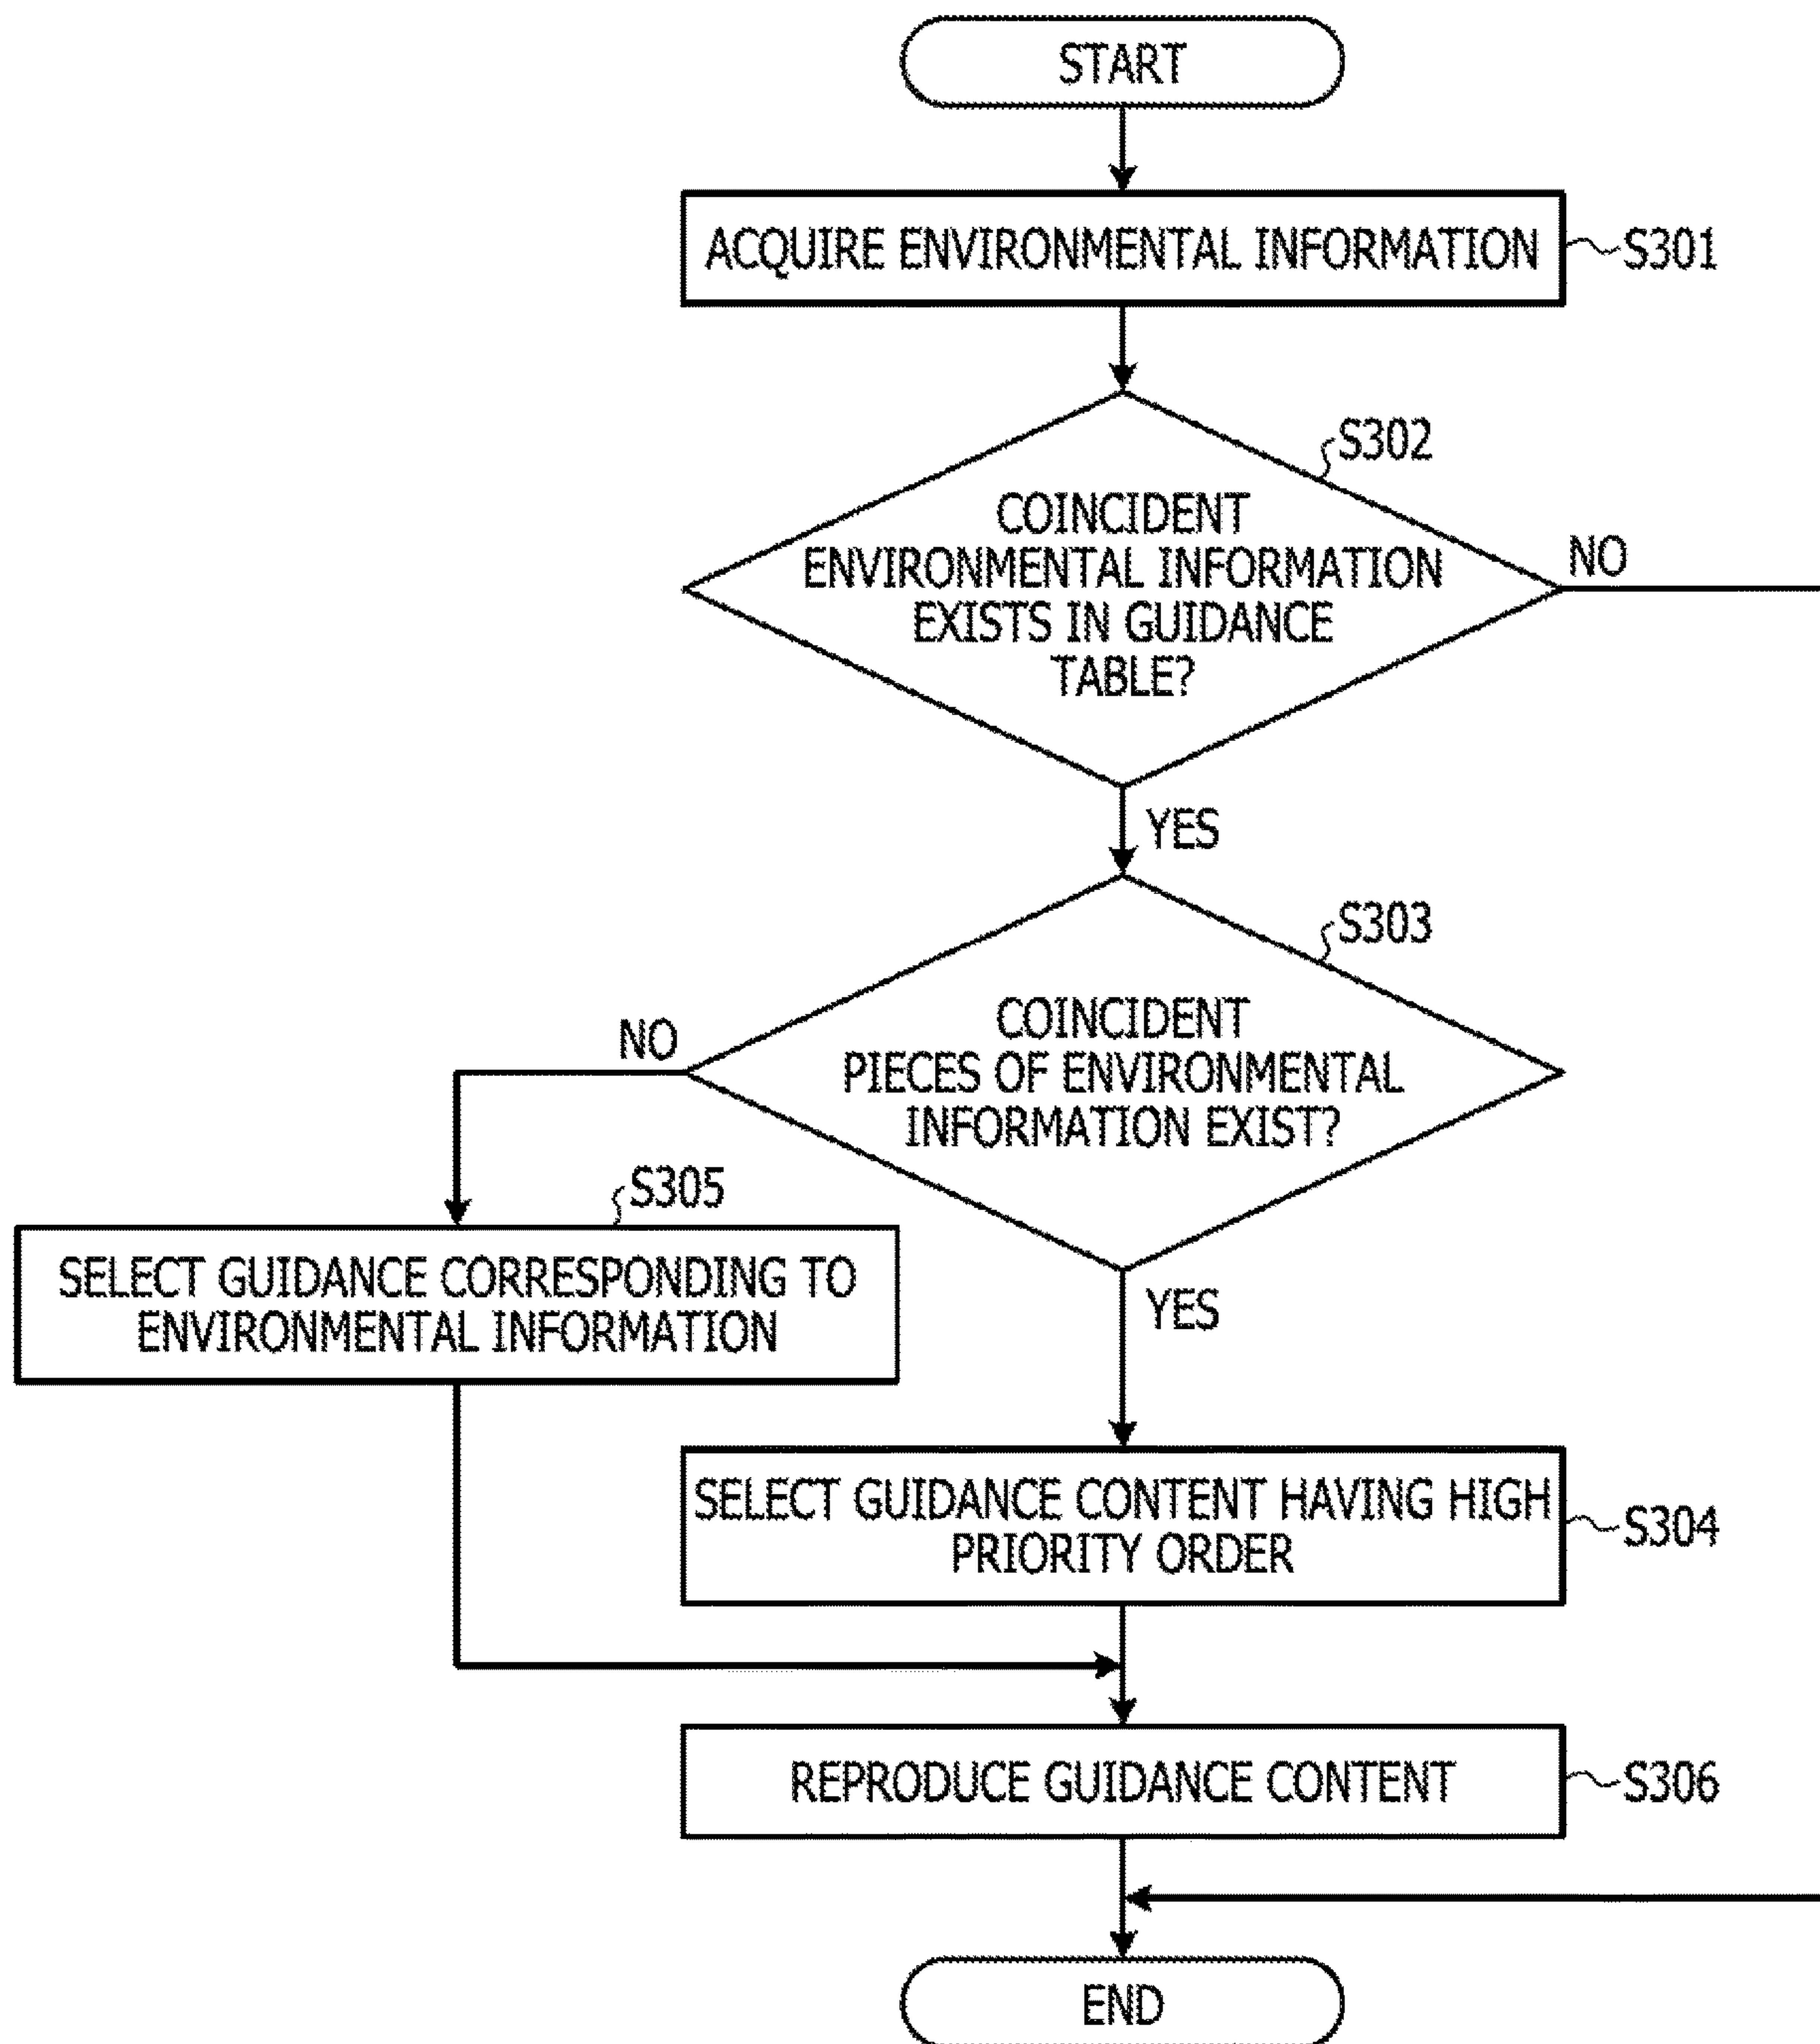 START
ACQUIRE ENVIRONMENTAL INFORMATION
S301
S302
COINCIDENT
ENVIRONMENTAL INFORMATION
EXISTS IN GUIDANCE
TABLE?
NO
YES
S303
COINCIDENT
PIECES OF ENVIRONMENTAL
INFORMATION EXIST?
NO
S305
SELECT GUIDANCE CORRESPONDING TO
ENVIRONMENTAL INFORMATION
YES
SELECT GUIDANCE CONTENT HAVING HIGH
PRIORITY ORDER
S304
REPRODUCE GUIDANCE CONTENT
S306
END